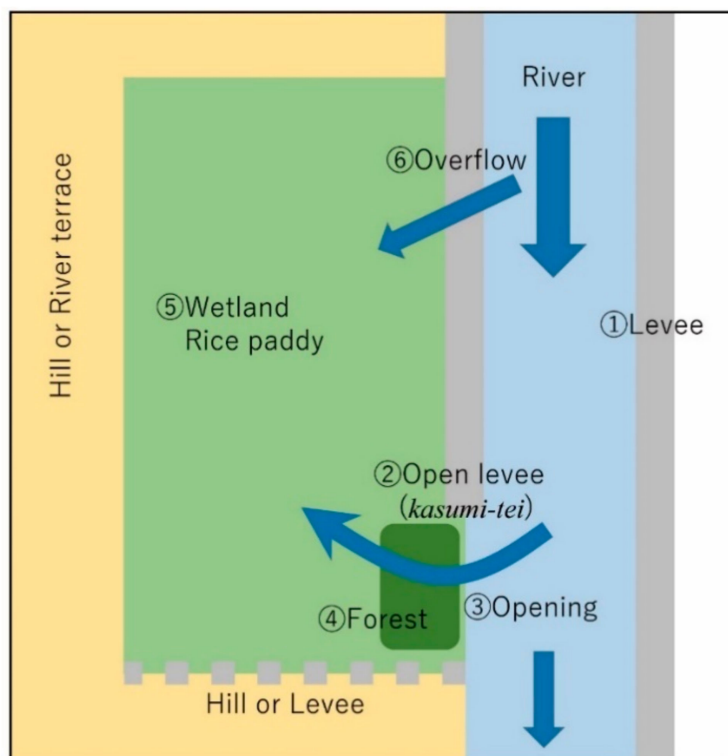 River
⑥Overflow
Hill or River terrace
⑤Wetland
Rice paddy
①Levee
②Open levee
(kasumi-tei)
③Opening
④Forest
Hill or Levee